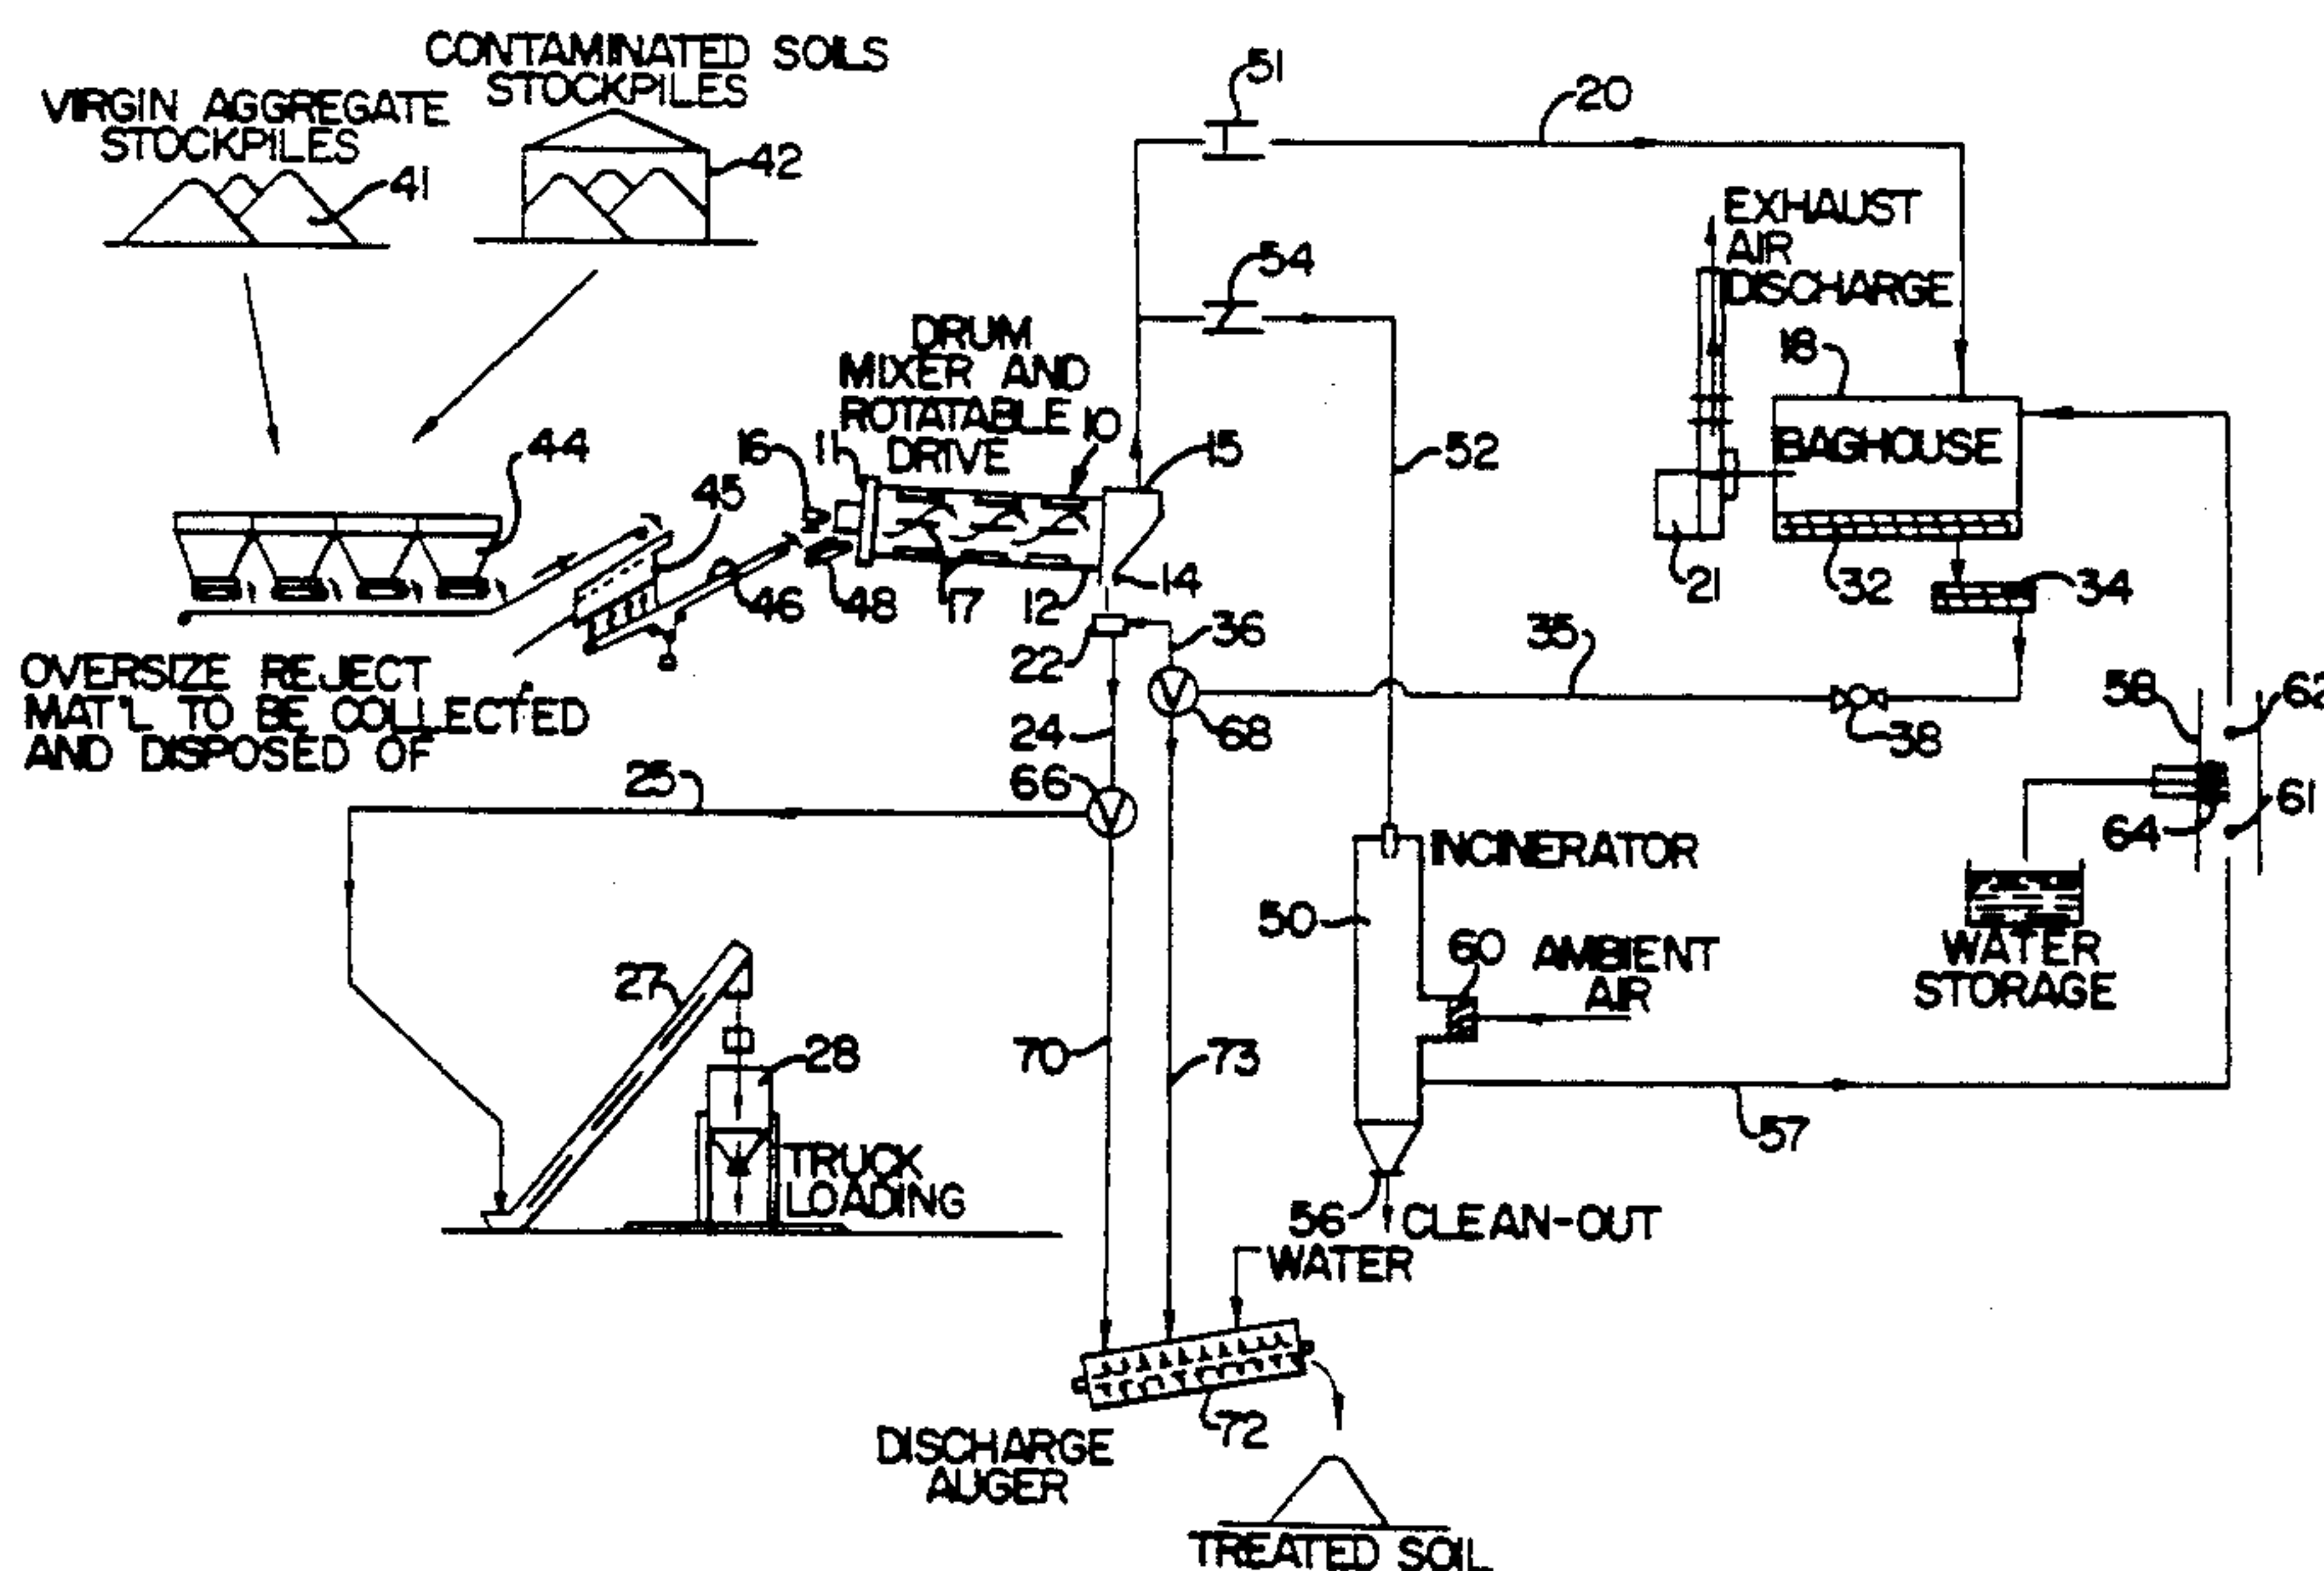 CONTAMINATED SOILS
STOCKPILES
VIRGIN AGGREGATE
STOCKPILES
41
42
51
20
54
EXHAUST
AIR
DISCHARGE
18
BAGHOUSE
DRUM
MIXER AND
ROTATABLE
DRIVE
10
16
11
15
52
44
45
46
48
17
12
14
21
32
34
22
36
35
38
58
62
24
68
66
64
61
OVERSIZE REJECT
MAT'L TO BE COLLECTED
AND DISPOSED OF
25
INCINERATOR
50
60
AMBIENT
AIR
WATER
STORAGE
27
28
70
73
57
TRUCK
LOADING
56
CLEAN-OUT
WATER
72
DISCHARGE
AUGER
TREATED SOIL